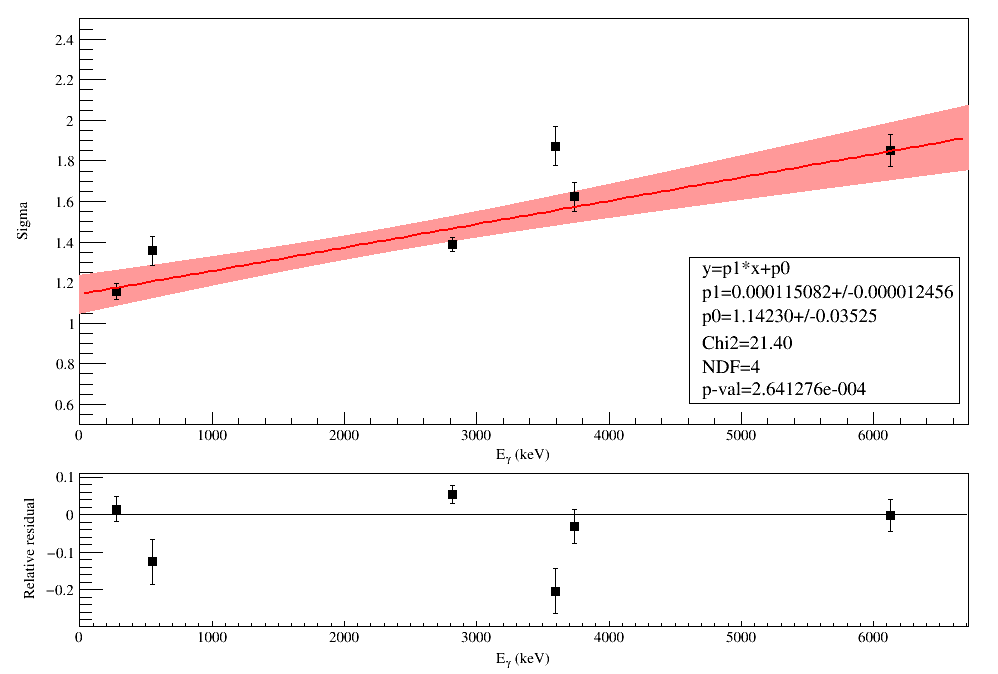 2.4
2.2
2
1.8
1.6
1.4
1.2
1
0.8
0.6
Sigma
y=p1*x+p0
p1=0.000115082+/-0.000012456
p0=1.14230+/-0.03525
Chi2=21.40
NDF=4
p-val=2.641276e-004
0 1000 2000 3000 4000 5000 6000
Eγ (keV)
0.1
0
−0.1
−0.2
Relative residual
0 1000 2000 3000 4000 5000 6000
Eγ (keV)